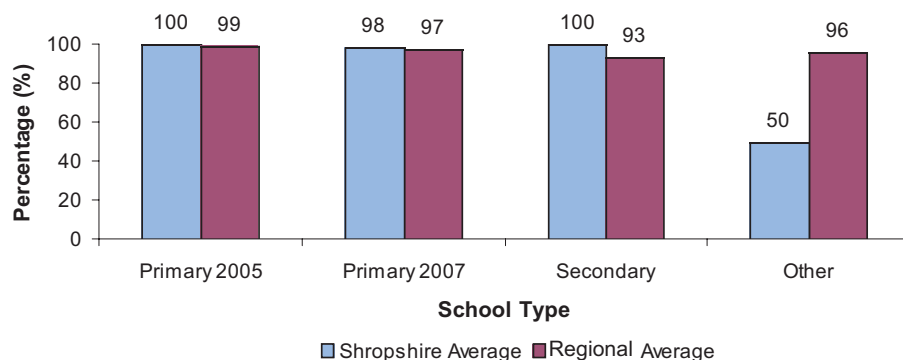 100 99 98 97 100 93 50 96
Percentage (%)
100
80
60
40
20
0
Primary 2005 Primary 2007 Secondary Other
School Type
Shropshire Average Regional Average